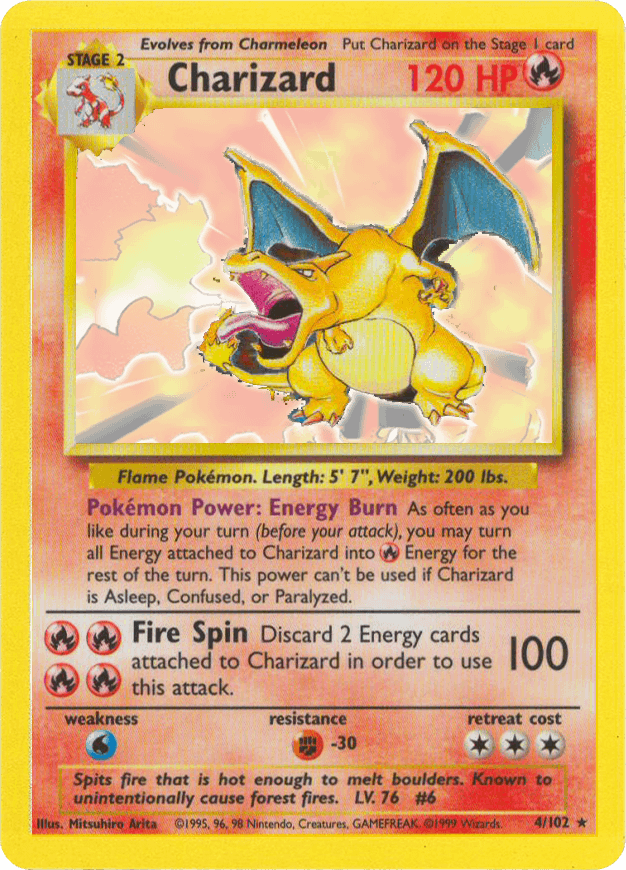 Evolves from Charmeleon Put Charizard on the Stage 1 card
STAGE 2
Charizard 120 HP
Flame Pokémon. Length: 5' 7", Weight: 200 lbs.
Pokémon Power: Energy Burn As often as you
like during your turn (before your attack), you may turn
all Energy attached to Charizard into Energy for the
rest of the turn. This power can't be used if Charizard
is Asleep, Confused, or Paralyzed.
Fire Spin Discard 2 Energy cards
attached to Charizard in order to use
this attack.
100
weakness resistance retreat cost
-30
Spits fire that is hot enough to melt boulders. Known to
unintentionally cause forest fires. LV. 76 #6
Illus. Mitsuhiro Arita ©1995, 96, 98 Nintendo, Creatures, GAMEFREAK. ©1999 Wizards. 4/102 ★